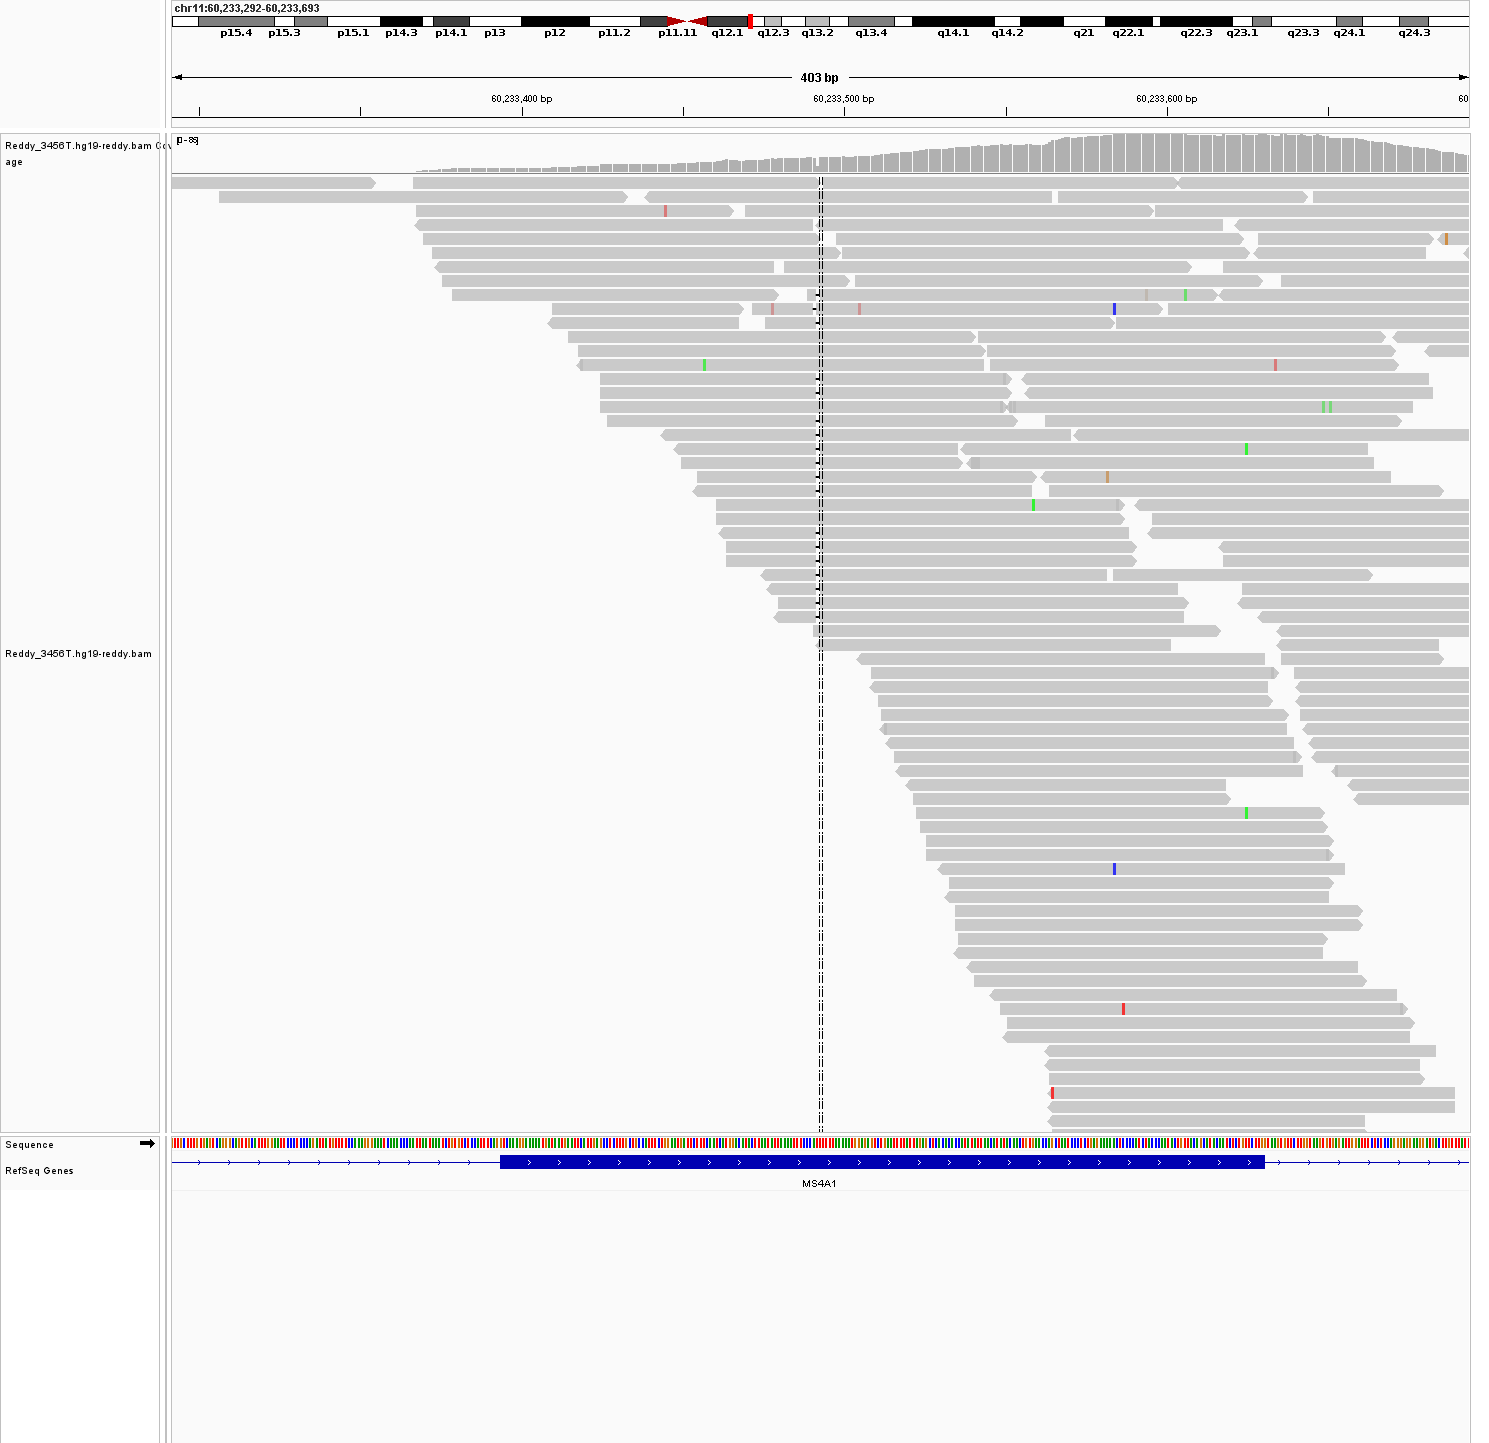 chr11:60,233,292-60,233,693
p15.4 p15.3 p15.1 p14.3 p14.1 p13 p12 p11.2 p11.11 q12.1 q12.3 q13.2 q13.4 q14.1 q14.2 q21 q22.1 q22.3 q23.1 q23.3 q24.1 q24.3
403 bp
60,233,400 bp 60,233,500 bp 60,233,600 bp 60
Reddy_3456T.hg19-reddy.bam Cov
age
[0 - 89]
Reddy_3456T.hg19-reddy.bam
Sequence
RefSeq Genes
MS4A1